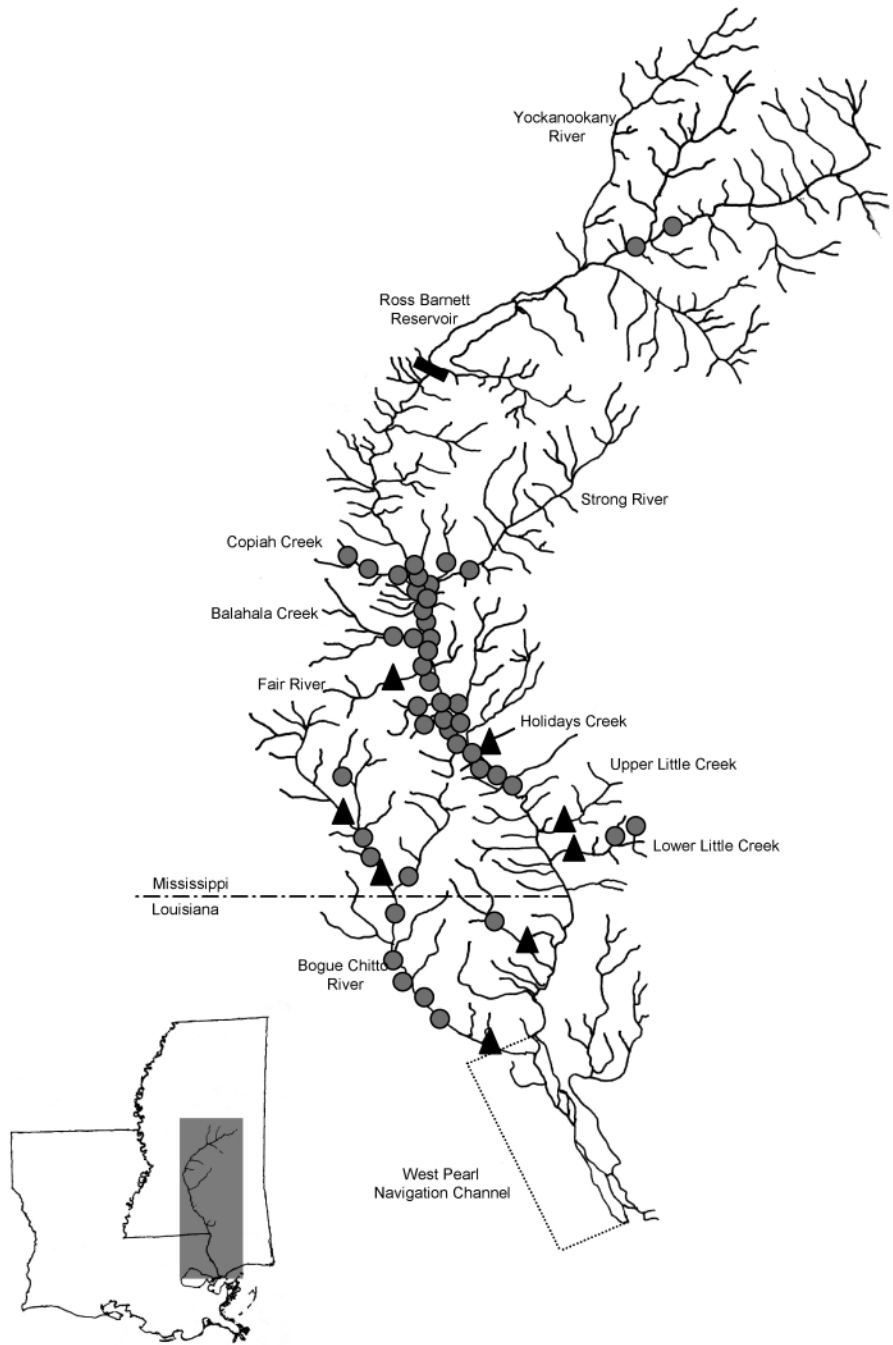 Yockanookany
River
Ross Barnett
Reservoir
Strong River
Copiah Creek
Balahala Creek
Fair River
Holidays Creek
Upper Little Creek
Lower Little Creek
Mississippi
Louisiana
Bogue Chitto
River
West Pearl
Navigation Channel